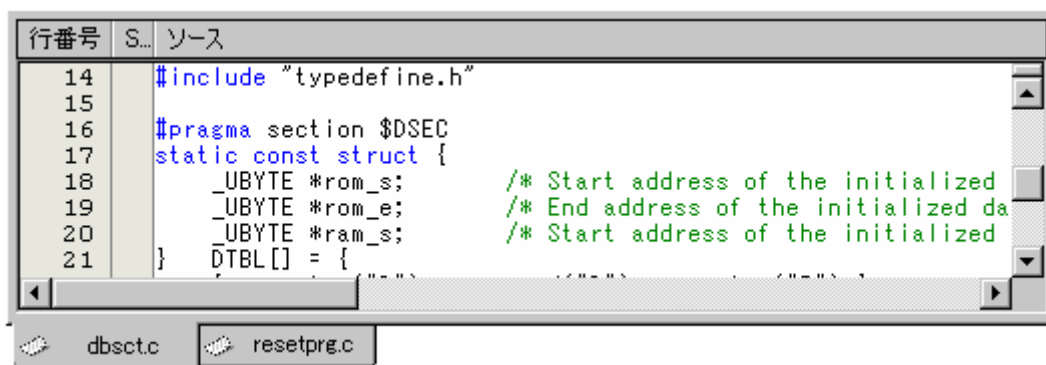 行番号 S... ソース
14 #include "typedefine.h"
15
16 #pragma section $DSEC
17 static const struct {
18 _UBYTE *rom_s; /* Start address of the initialized
19 _UBYTE *rom_e; /* End address of the initialized da
20 _UBYTE *ram_s; /* Start address of the initialized
21 } DTBL[] = {
dbsct.c resetprg.c